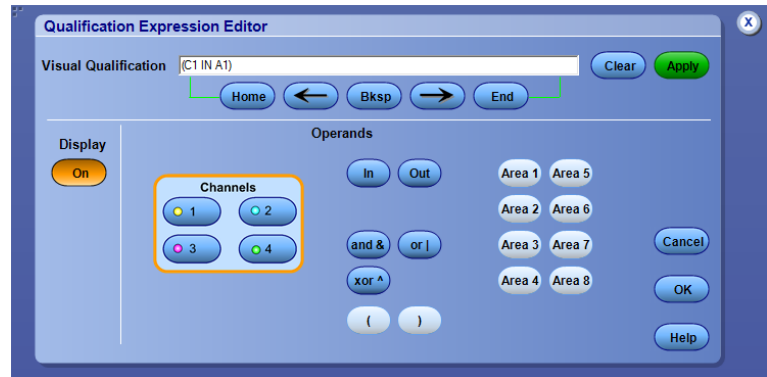 Qualification Expression Editor
X
Visual Qualification (C1 IN A1) Clear Apply
Home Bksp End
Display Operands
On In Out Area 1 Area 5
Channels
1 2 Area 2 Area 6
3 4 and & or | Area 3 Area 7 Cancel
xor ^ Area 4 Area 8 OK
( )
Help